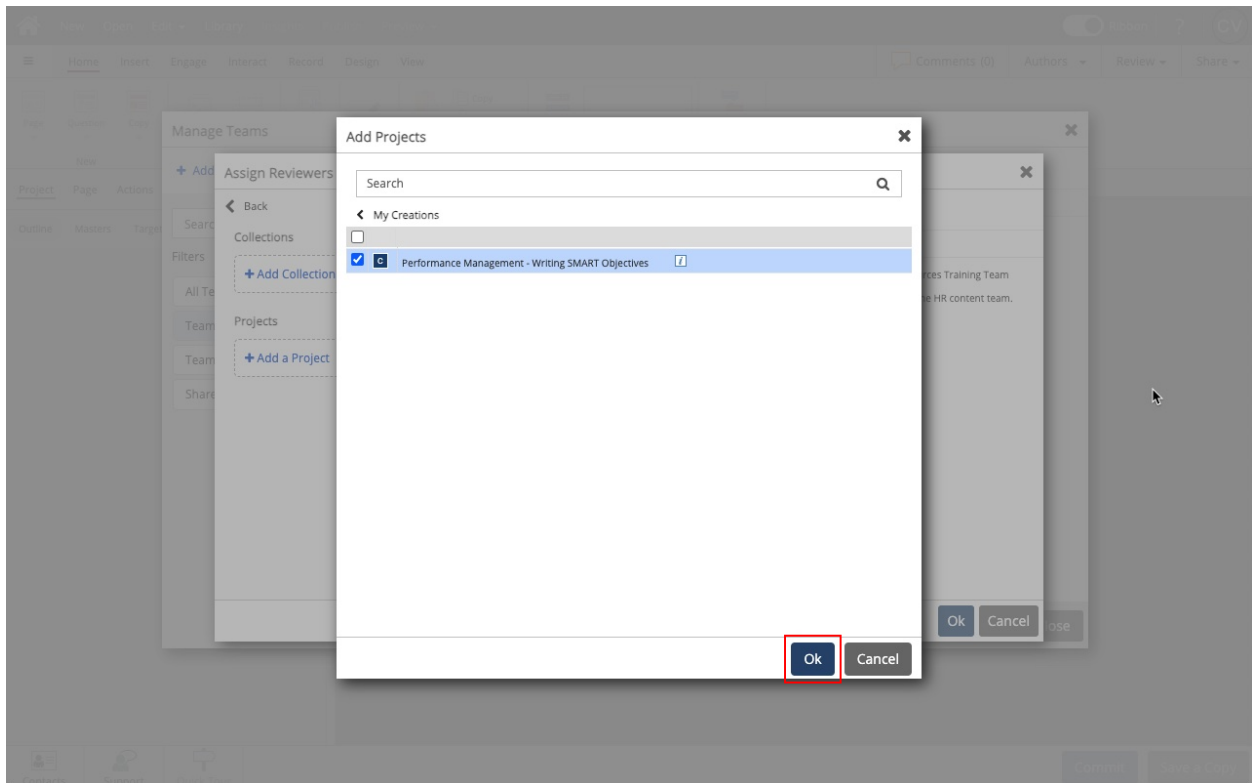 Home Insert Engage Interact Record Design View
Comments (0) Authors Review Share
Manage Teams
Add Projects
+ Add
Assign Reviewers
Search
Project Page Actions
Back
My Creations
Outline Masters
Collections
Filters
C Performance Management - Writing SMART Objectives i
+ Add Collection
rces Training Team
All Te
e HR content team.
Team
Projects
Team
+ Add a Project
Share
Ok Cancel
ose
Ok Cancel
Contacts Support